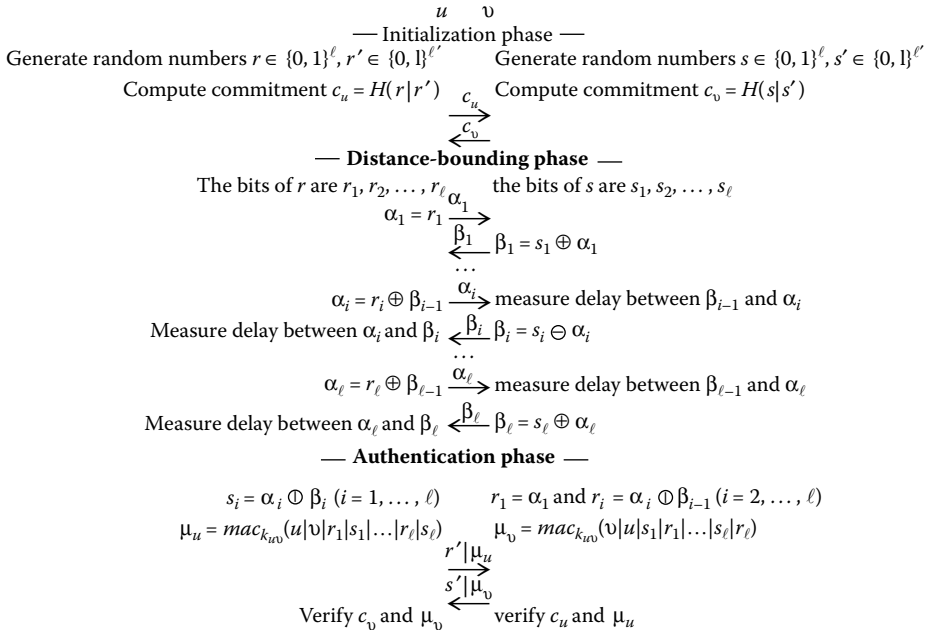 u υ
— Initialization phase —
Generate random numbers r ∈ {0, 1}^ℓ, r′ ∈ {0, l}^ℓ′ Generate random numbers s ∈ {0, 1}^ℓ, s′ ∈ {0, l}^ℓ′
Compute commitment c_u = H(r|r′) Compute commitment c_υ = H(s|s′)
c_u
c_υ
— Distance-bounding phase —
The bits of r are r_1, r_2, . . . , r_ℓ the bits of s are s_1, s_2, . . . , s_ℓ
α_1 = r_1 α_1
β_1 β_1 = s_1 ⊕ α_1
...
α_i = r_i ⊕ β_{i−1} α_i measure delay between β_{i−1} and α_i
Measure delay between α_i and β_i β_i β_i = s_i ⊖ α_i
...
α_ℓ = r_ℓ ⊕ β_{ℓ−1} α_ℓ measure delay between β_{ℓ−1} and α_ℓ
Measure delay between α_ℓ and β_ℓ β_ℓ β_ℓ = s_ℓ ⊕ α_ℓ
— Authentication phase —
s_i = α_i ⦶ β_i (i = 1, . . . , ℓ) r_1 = α_1 and r_i = α_i ⦶ β_{i−1} (i = 2, . . . , ℓ)
μ_u = mac_{k_{uυ}}(u|υ|r_1|s_1|...|r_ℓ|s_ℓ) μ_υ = mac_{k_{uυ}}(υ|u|s_1|r_1|...|s_ℓ|r_ℓ)
r′|μ_u
s′|μ_υ
Verify c_υ and μ_υ verify c_u and μ_u